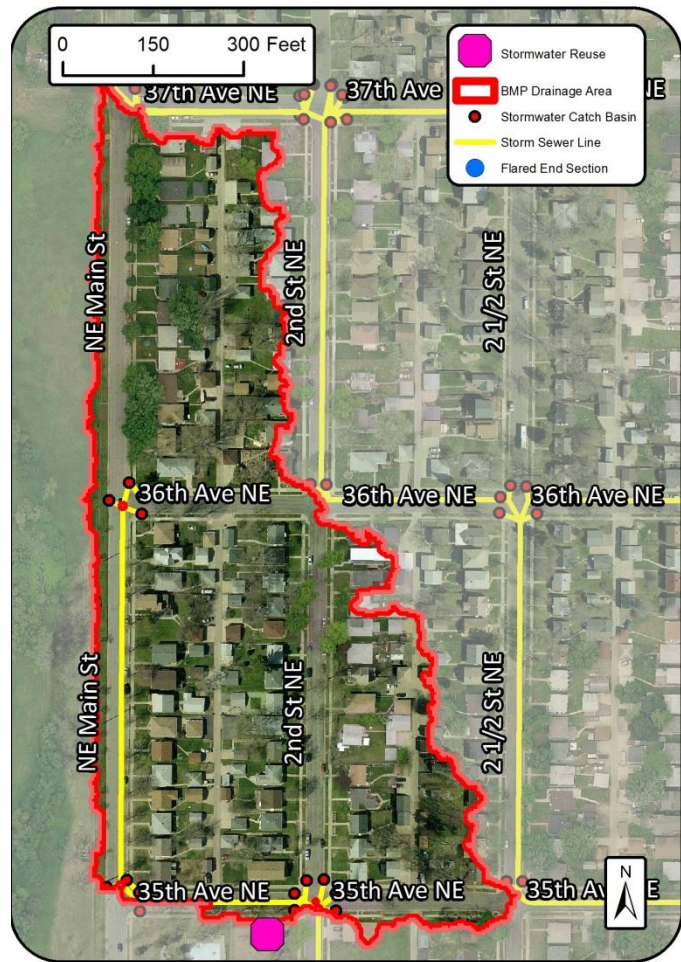 0 150 300 Feet
Stormwater Reuse
BMP Drainage Area
Stormwater Catch Basin
Storm Sewer Line
Flared End Section
37th Ave NE
37th Ave
NE
NE Main St
2nd St NE
2 1/2 St NE
36th Ave NE
36th Ave NE
36th Ave NE
NE Main St
2nd St NE
2 1/2 St NE
35th Ave NE
35th Ave NE
35th Av
N